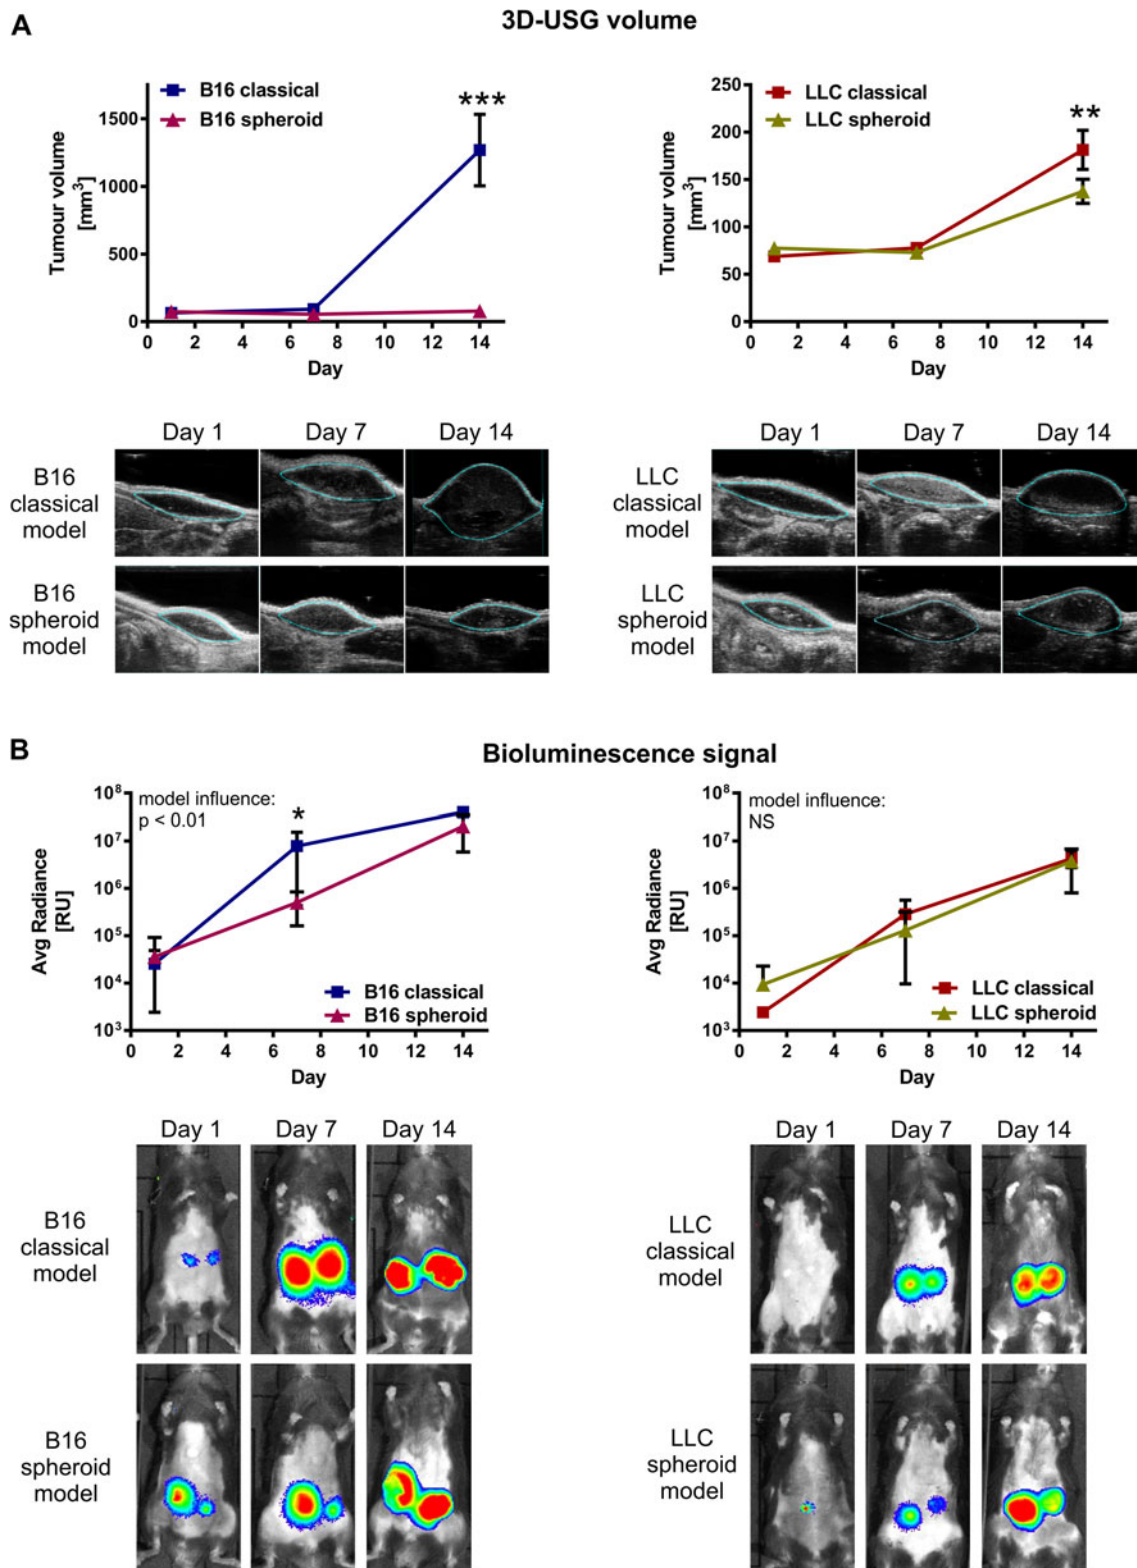 A
3D-USG volume
B16 classical
B16 spheroid
***
Tumour volume
[mm³]
1500
1000
500
0
0 2 4 6 8 10 12 14
Day
LLC classical
LLC spheroid
**
Tumour volume
[mm³]
250
200
150
100
50
0
0 2 4 6 8 10 12 14
Day
Day 1 Day 7 Day 14
B16
classical
model
B16
spheroid
model
Day 1 Day 7 Day 14
LLC
classical
model
LLC
spheroid
model
B
Bioluminescence signal
model influence:
p < 0.01
*
Avg Radiance
[RU]
10⁸
10⁷
10⁶
10⁵
10⁴
10³
B16 classical
B16 spheroid
0 2 4 6 8 10 12 14
Day
model influence:
NS
Avg Radiance
[RU]
10⁸
10⁷
10⁶
10⁵
10⁴
10³
LLC classical
LLC spheroid
0 2 4 6 8 10 12 14
Day
Day 1 Day 7 Day 14
B16
classical
model
B16
spheroid
model
Day 1 Day 7 Day 14
LLC
classical
model
LLC
spheroid
model